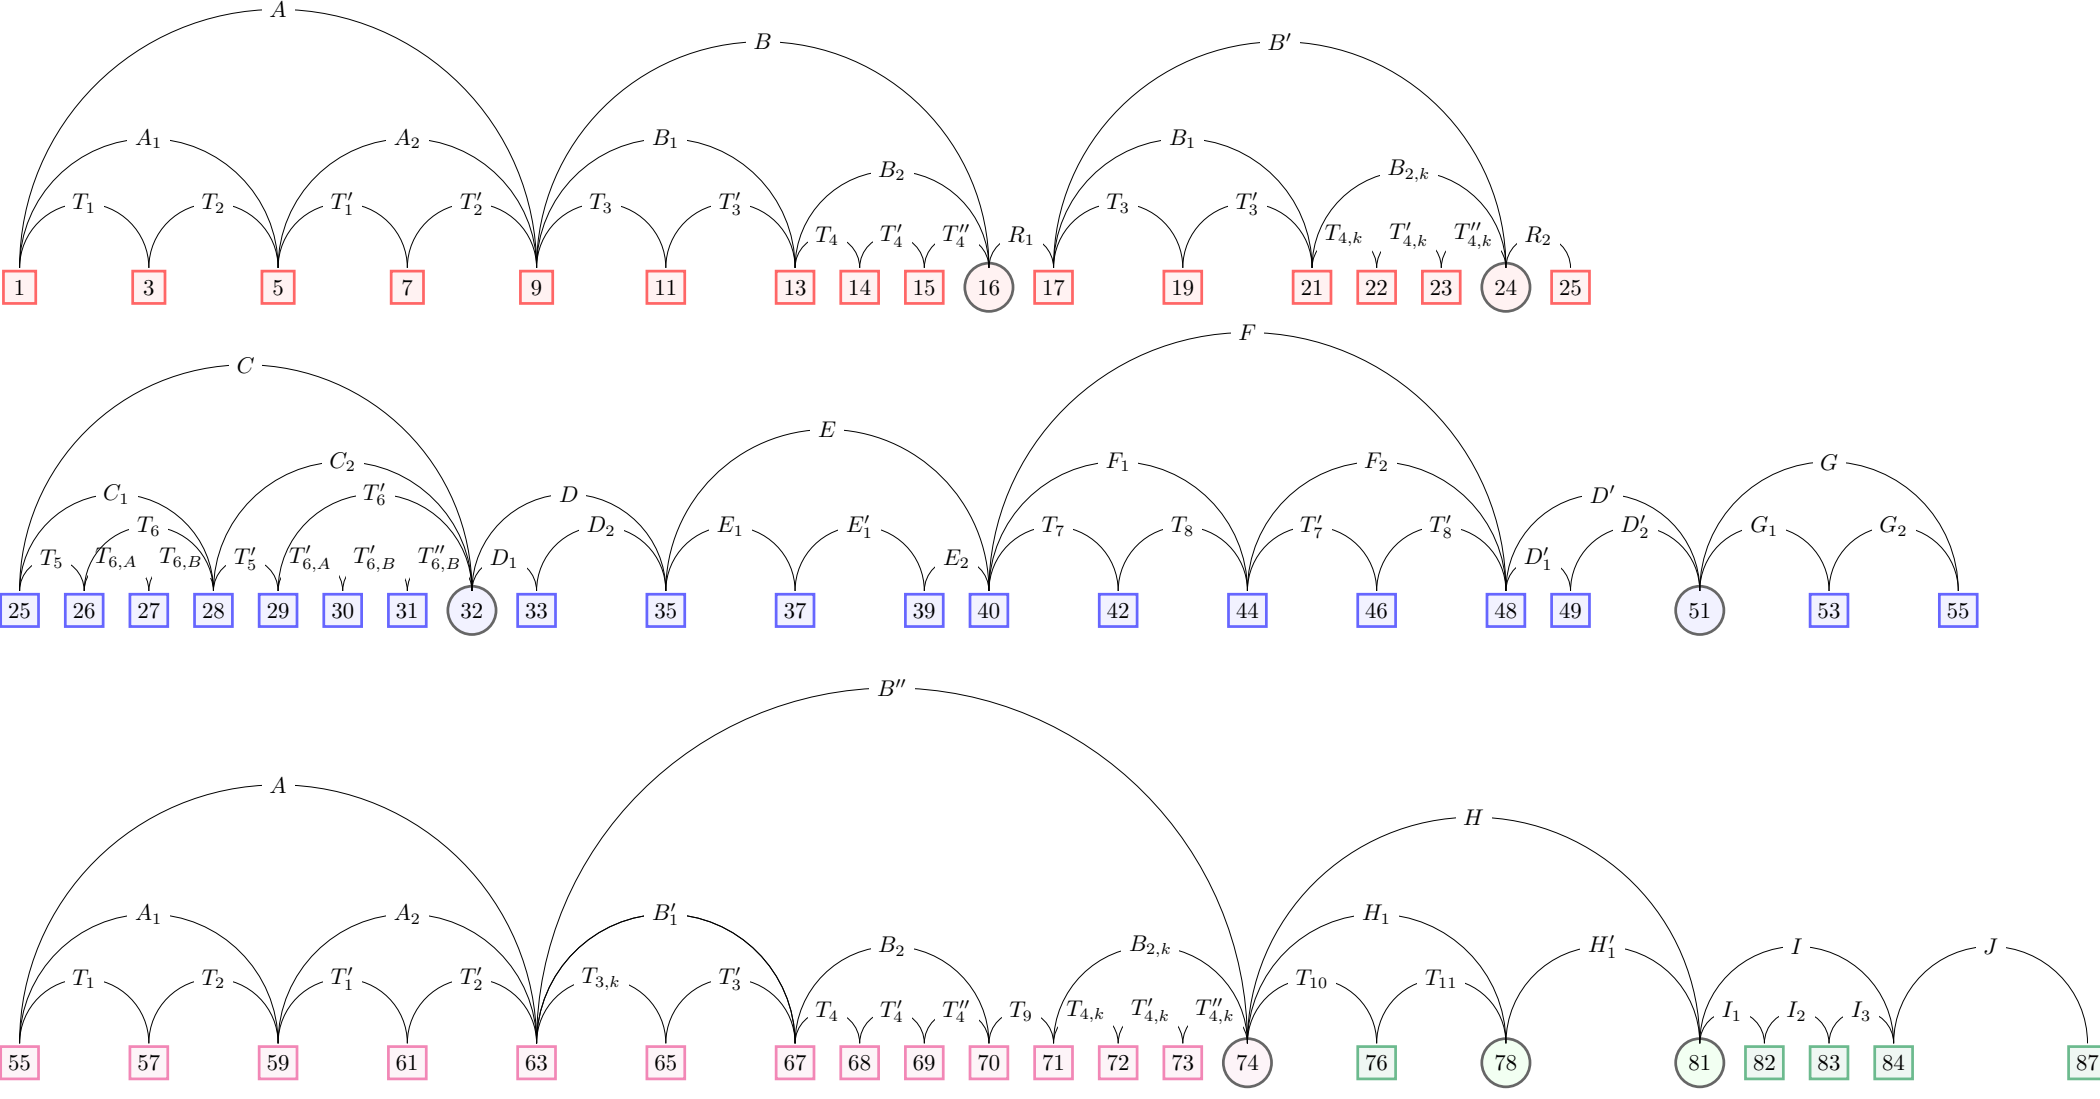 A
B
B′
A₁ A₂ B₁ B₁
B₂ B₂,ₖ
T₁ T₂ T′₁ T′₂ T₃ T′₃ T₃ T′₃
T₄ T′₄ T″₄ R₁ T₄,ₖ T′₄,ₖ T″₄,ₖ R₂
1 3 5 7 9 11 13 14 15 16 17 19 21 22 23 24 25
F
C
E
C₂ F₁ F₂ G
C₁ T′₆ D D′
T₆ D₂ E₁ E′₁ T₇ T₈ T′₇ T′₈ D′₂ G₁ G₂
T₅ T_{6,A} T_{6,B} T′₅ T′_{6,A} T′_{6,B} T″_{6,B} D₁ E₂ D′₁
25 26 27 28 29 30 31 32 33 35 37 39 40 42 44 46 48 49 51 53 55
B″
A
H
A₁ A₂ B′₁ H₁
B₂ B₂,ₖ H′₁ I J
T₁ T₂ T′₁ T′₂ T₃,ₖ T′₃ T₁₀ T₁₁
T₄ T′₄ T″₄ T₉ T₄,ₖ T′₄,ₖ T″₄,ₖ I₁ I₂ I₃
55 57 59 61 63 65 67 68 69 70 71 72 73 74 76 78 81 82 83 84 87